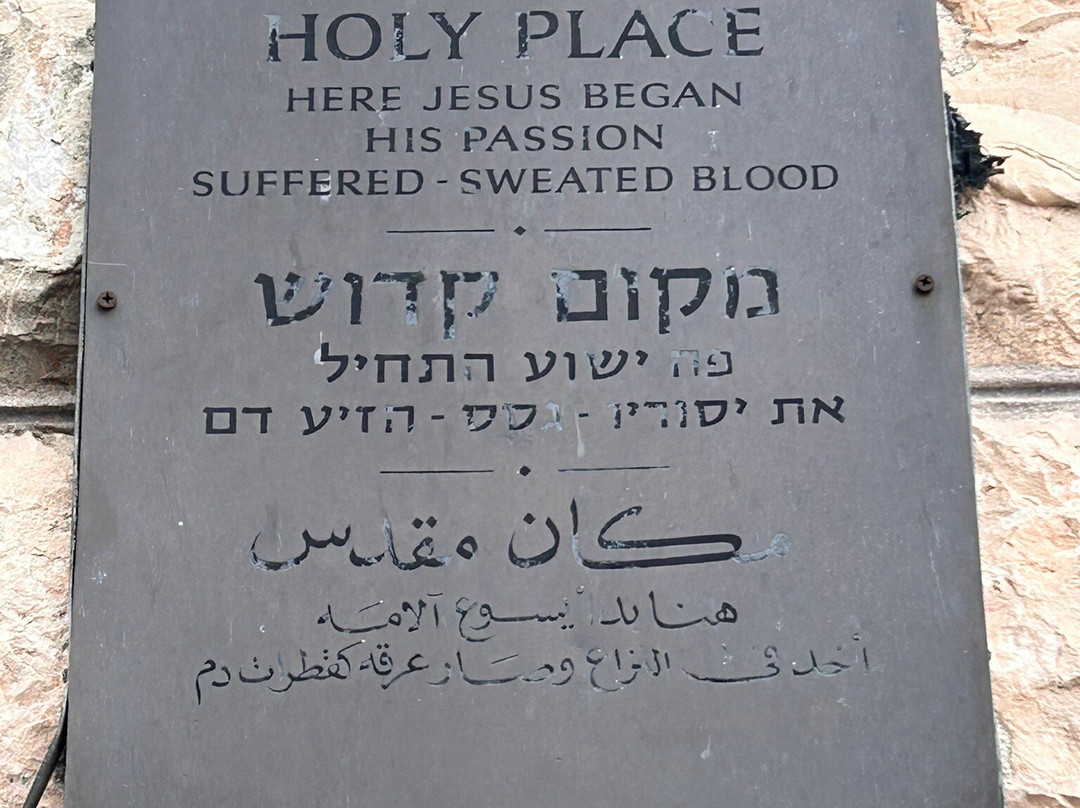 HOLY PLACE
HERE JESUS BEGAN
HIS PASSION
SUFFERED - SWEATED BLOOD
מקום קדוש
פה ישוע התחיל
את יסוריו - גסס - הזיע דם
مكان مقدس
هنا بدأ يسوع آلامه
أخذ في النزاع وصار عرقه كقطرات دم